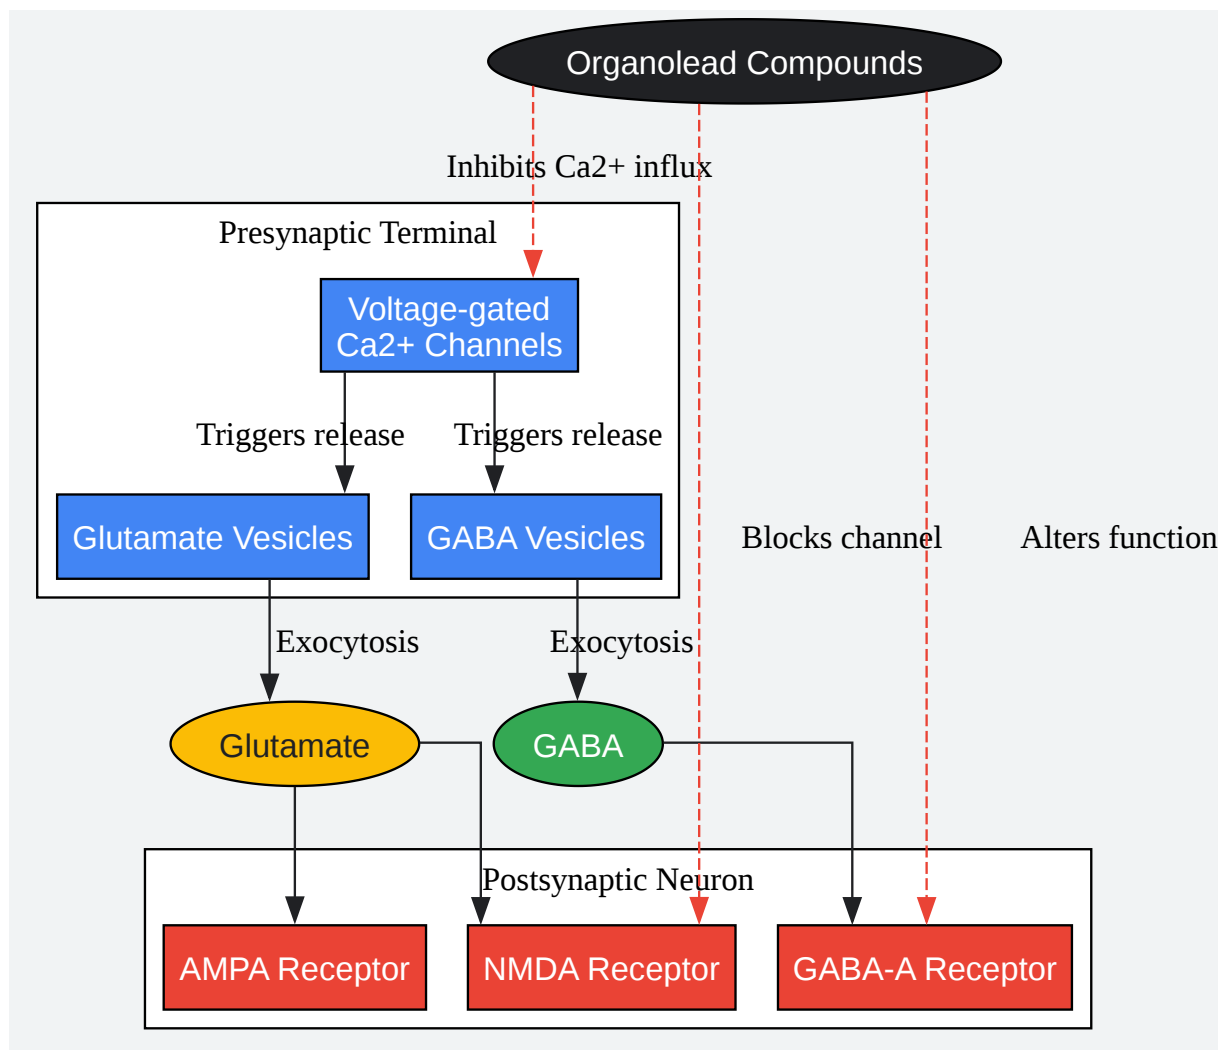 Organolead Compounds
Inhibits Ca2+ influx
Presynaptic Terminal
Voltage-gated
Ca2+ Channels
Triggers release
Triggers release
Glutamate Vesicles
GABA Vesicles
Blocks channel
Alters function
Exocytosis
Exocytosis
Glutamate
GABA
Postsynaptic Neuron
AMPA Receptor
NMDA Receptor
GABA-A Receptor